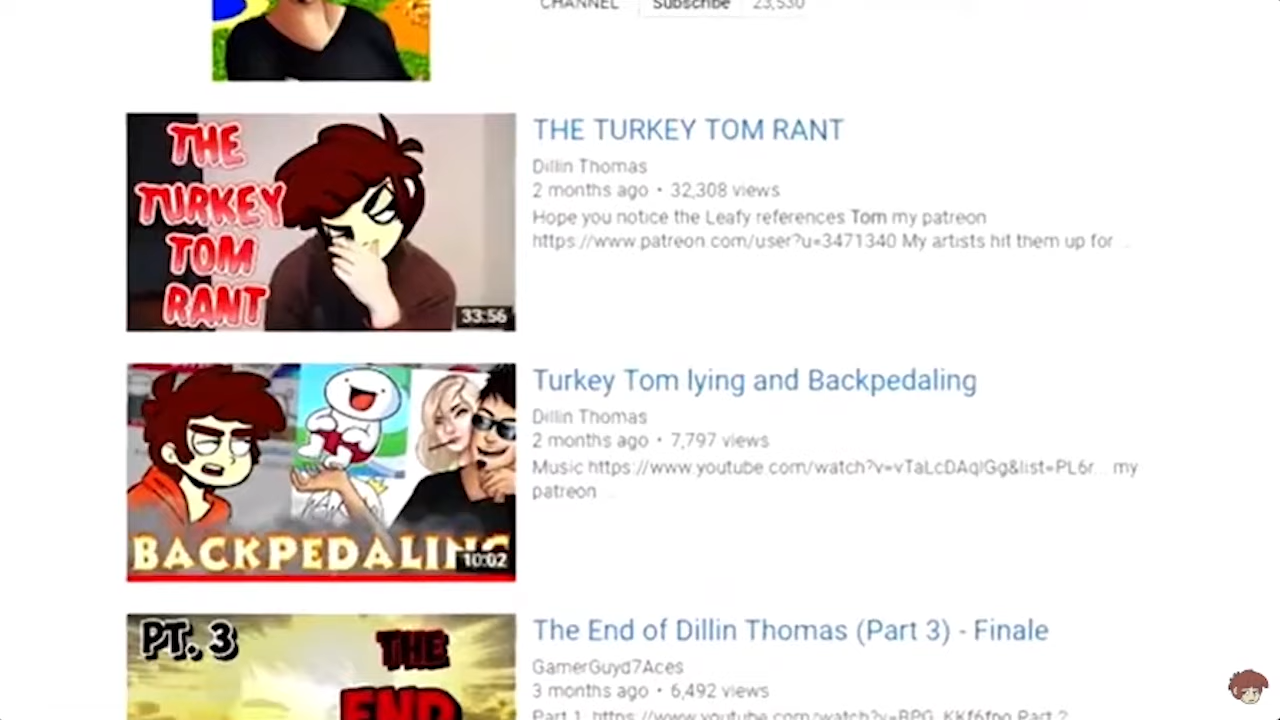 CHANNEL Subscribe 23,530
THE
TURKEY
TOM
RANT
33:56
THE TURKEY TOM RANT
Dillin Thomas
2 months ago • 32,308 views
Hope you notice the Leafy references Tom my patreon
https://www.patreon.com/user?u=3471340 My artists hit them up for ...
BACKPEDALING
10:02
Turkey Tom lying and Backpedaling
Dillin Thomas
2 months ago • 7,797 views
Music https://www.youtube.com/watch?v=vTaLcDAqIGg&list=PL6r... my
patreon ...
PT. 3
THE
END
The End of Dillin Thomas (Part 3) - Finale
GamerGuyd7Aces
3 months ago • 6,492 views
Part 1 Part 2